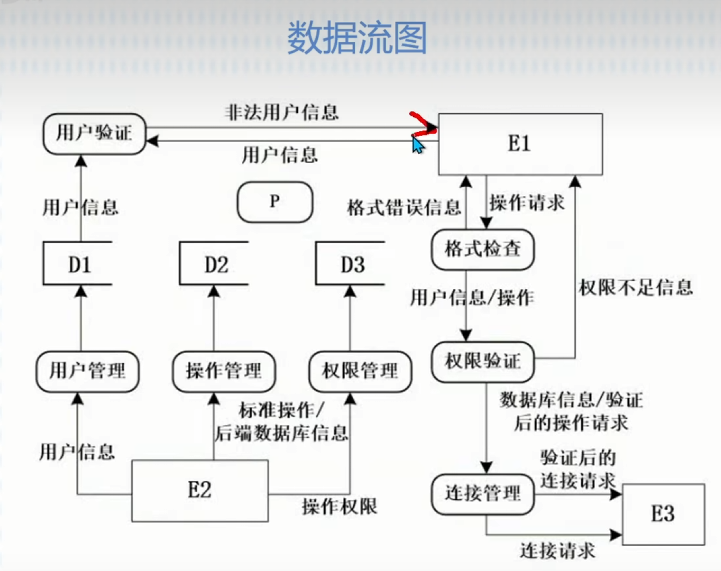 数据流图
非法用户信息
用户验证
E1
用户信息
P
用户信息
格式错误信息
操作请求
格式检查
D1
D2
D3
用户信息/操作
权限不足信息
用户管理
操作管理
权限管理
权限验证
标准操作/
后端数据库信息
数据库信息/验证
后的操作请求
用户信息
E2
操作权限
连接管理
验证后的
连接请求
E3
连接请求